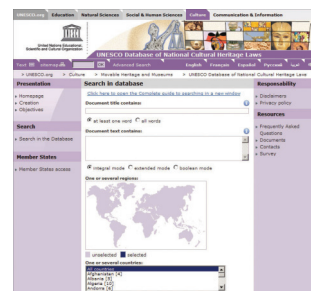 UNESCO.org Education Natural Sciences Social & Human Sciences Culture Communication & Information
United Nations Educational, Scientific and Cultural Organization
UNESCO Database of National Cultural Heritage Laws
Advanced Search English Français Español Русский
> UNESCO.org > Culture > Movable Heritage and Museums > UNESCO Database of National Cultural Heritage Laws
Presentation
Homepage
Creation
Objectives
Search
Search in the Database
Member States
Member States access
Search in database
Click here to open the Complete guide to searching in a new window
Document title contains:
at least one word all words
Document text contains:
integral mode extended mode boolean mode
One or several regions:
unselected selected
One or several countries:
All countries
Afghanistan [4]
Albania [9]
Algeria [10]
Andorra [6]
Responsibility
Disclaimers
Privacy policy
Resources
Frequently Asked
Questions
Documents
Contacts
Survey